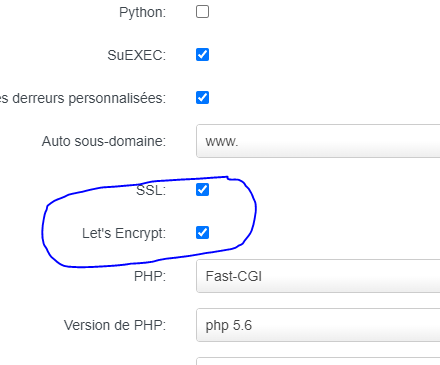 Python:
SuEXEC:
es derreurs personnalisées:
Auto sous-domaine: www.
SSL:
Let's Encrypt:
PHP: Fast-CGI
Version de PHP: php 5.6